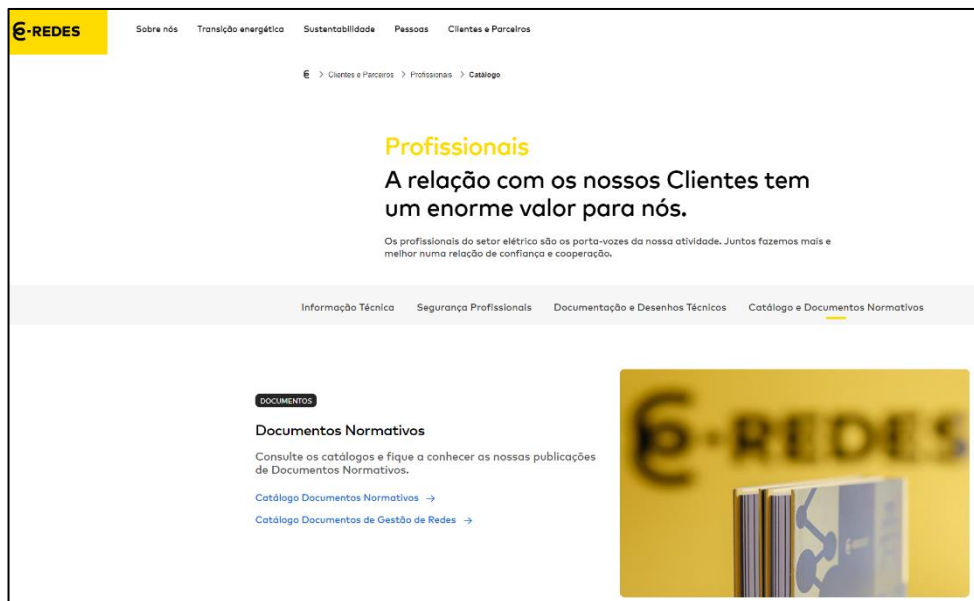 E-REDES
Sobre nós Transição energética Sustentabilidade Pessoas Clientes e Parceiros
> Clientes e Parceiros > Profissionais > Catálogo
Profissionais
A relação com os nossos Clientes tem
um enorme valor para nós.
Os profissionais do setor elétrico são os porta-vozes da nossa atividade. Juntos fazemos mais e
melhor numa relação de confiança e cooperação.
Informação Técnica Segurança Profissionais Documentação e Desenhos Técnicos Catálogo e Documentos Normativos
DOCUMENTOS
Documentos Normativos
Consulte os catálogos e fique a conhecer as nossas publicações
de Documentos Normativos.
Catálogo Documentos Normativos →
Catálogo Documentos de Gestão de Redes →
E-REDES